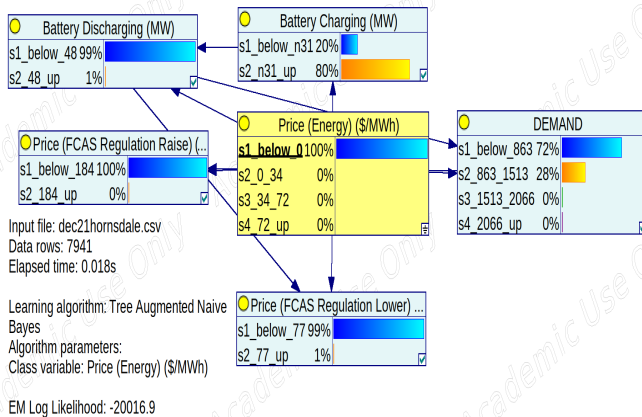 Battery Discharging (MW)
s1_below_48 99%
s2_48_up 1%
Battery Charging (MW)
s1_below_n31 20%
s2_n31_up 80%
Price (FCAS Regulation Raise) (...
s1_below_184 100%
s2_184_up 0%
Price (Energy) ($/MWh)
s1_below_0 100%
s2_0_34 0%
s3_34_72 0%
s4_72_up 0%
DEMAND
s1_below_863 72%
s2_863_1513 28%
s3_1513_2066 0%
s4_2066_up 0%
Price (FCAS Regulation Lower) ...
s1_below_77 99%
s2_77_up 1%
Input file: dec21hornsdale.csv
Data rows: 7941
Elapsed time: 0.018s
Learning algorithm: Tree Augmented Naive
Bayes
Algorithm parameters:
Class variable: Price (Energy) ($/MWh)
EM Log Likelihood: -20016.9
Academic Use Only